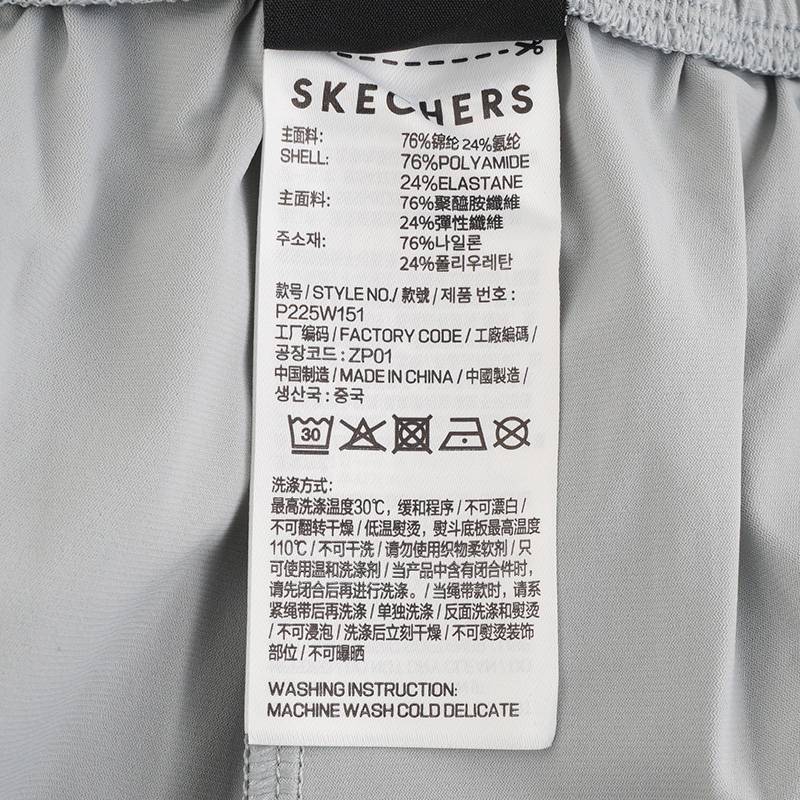 SKECHERS
主面料: 76%锦纶 24%氨纶
SHELL: 76%POLYAMIDE
24%ELASTANE
主面料: 76%聚醯胺纖維
24%彈性纖維
주소재: 76%나일론
24%폴리우레탄
款号 / STYLE NO./ 款號 / 제품 번호 :
P225W151
工厂编码 / FACTORY CODE / 工廠編碼 /
공장코드 : ZP01
中国制造 / MADE IN CHINA / 中國製造 /
생산국 : 중국
30
洗涤方式:
最高洗涤温度30℃, 缓和程序 / 不可漂白 /
不可翻转干燥 / 低温熨烫, 熨斗底板最高温度
110℃ / 不可干洗 / 请勿使用织物柔软剂 / 只
可使用温和洗涤剂 / 当产品中含有闭合件时,
请先闭合后再进行洗涤。 / 当绳带款时, 请系
紧绳带后再洗涤 / 单独洗涤 / 反面洗涤和熨烫
/ 不可浸泡 / 洗涤后立刻干燥 / 不可熨烫装饰
部位 / 不可曝晒
WASHING INSTRUCTION:
MACHINE WASH COLD DELICATE